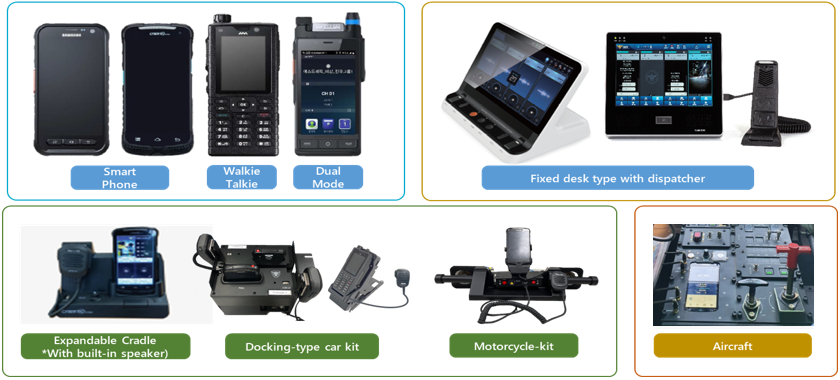 SAMSUNG
CH 01
Smart
Phone
Walkie
Talkie
Dual
Mode
Fixed desk type with dispatcher
Expandable Cradle
*With built-in speaker)
Docking-type car kit
Motorcycle-kit
Aircraft